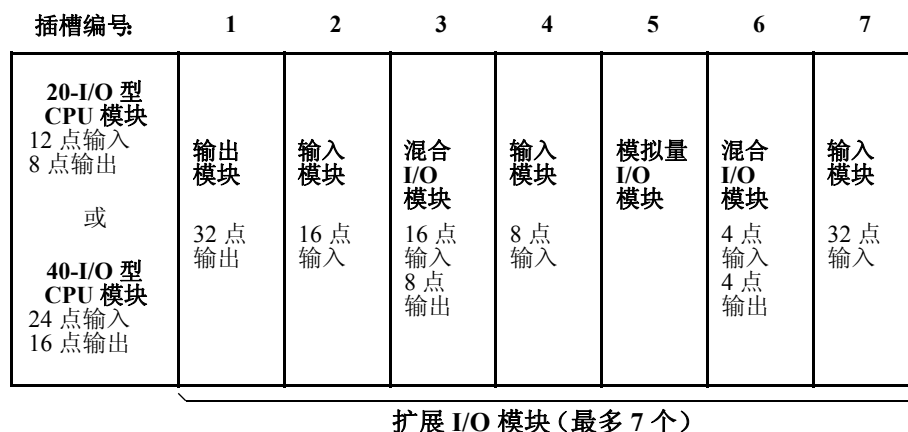 插槽编号: 1 2 3 4 5 6 7
20-I/O 型
CPU 模块
12 点输入
8 点输出
或
40-I/O 型
CPU 模块
24 点输入
16 点输出
输出
模块
32 点
输出
输入
模块
16 点
输入
混合
I/O
模块
16 点
输入
8 点
输出
输入
模块
8 点
输入
模拟量
I/O
模块
混合
I/O
模块
4 点
输入
4 点
输出
输入
模块
32 点
输入
扩展 I/O 模块（最多 7 个）